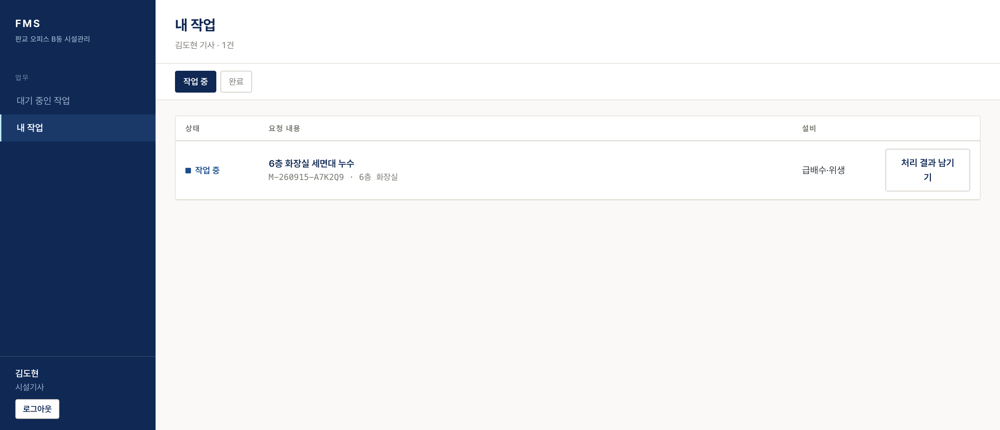 FMS
판교 오피스 B동 시설관리
업무
대기 중인 작업
내 작업
김도현
시설기사
로그아웃
내 작업
김도현 기사 · 1건
작업 중 완료
상태 요청 내용 설비
작업 중
6층 화장실 세면대 누수
M-260915-A7K2Q9 · 6층 화장실
급배수·위생
처리 결과 남기
기